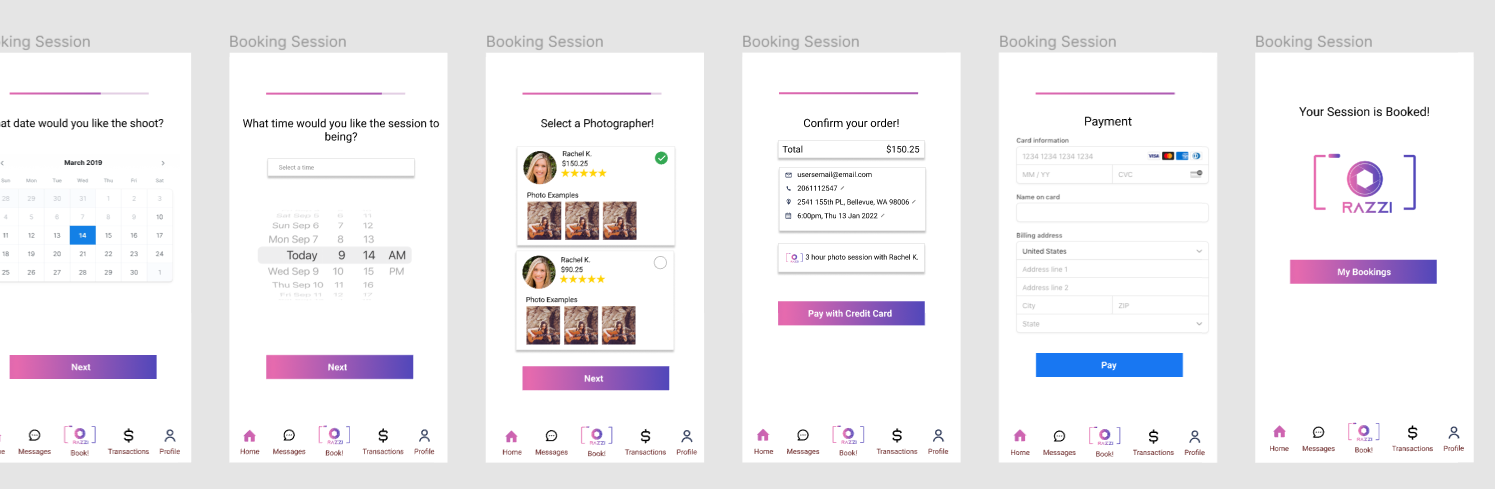 king Session
at date would you like the shoot?
March 2019
Sun Mon Tue Wed Thu Fri Sat
28 29 30 31 1 2 3
4 5 6 7 8 9 10
11 12 13 14 15 16 17
18 19 20 21 22 23 24
25 26 27 28 29 30 1
Next
Messages Book! Transactions Profile
RAZZI
Booking Session
What time would you like the session to
being?
Select a time
Sat Sep 5 6 11
Sun Sep 6 7 12
Mon Sep 7 8 13
Today 9 14 AM
Wed Sep 9 10 15 PM
Thu Sep 10 11 16
Fri Sep 11 12 17
Next
RAZZI
Home Messages Book! Transactions Profile
Booking Session
Select a Photographer!
Rachel K.
$150.25
Photo Examples
Rachel K.
$90.25
Photo Examples
Next
RAZZI
Home Messages Book! Transactions Profile
Booking Session
Confirm your order!
Total $150.25
usersemail@email.com
2061112547
2541 155th PL, Bellevue, WA 98006
6:00pm, Thu 13 Jan 2022
3 hour photo session with Rachel K.
Pay with Credit Card
RAZZI
Home Messages Book! Transactions Profile
Booking Session
Payment
Card information
1234 1234 1234 1234 VISA
MM / YY CVC
Name on card
Billing address
United States
Address line 1
Address line 2
City ZIP
State
Pay
RAZZI
Home Messages Book! Transactions Profile
Booking Session
Your Session is Booked!
RAZZI
My Bookings
RAZZI
Home Messages Book! Transactions Profile